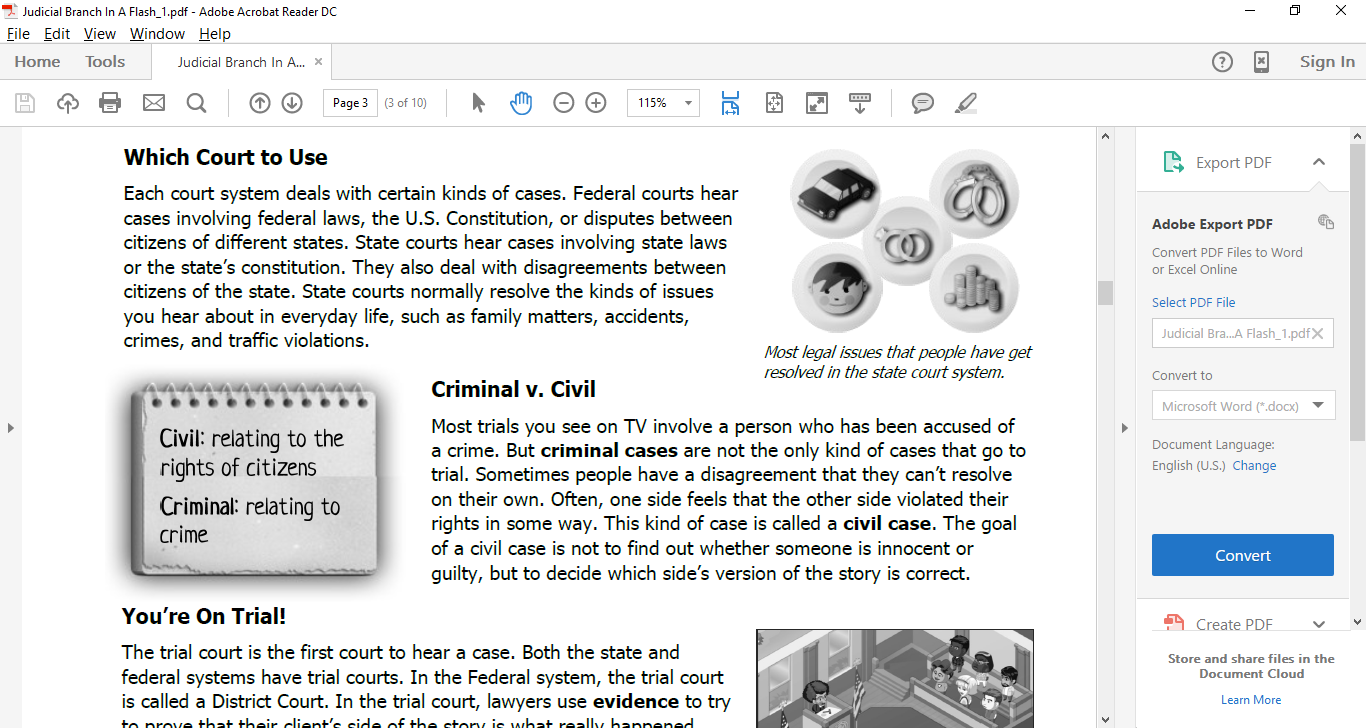 Judicial Branch In A Flash_1.pdf - Adobe Acrobat Reader DC
File Edit View Window Help
Home Tools Judicial Branch In A... × Sign In
Page 3 (3 of 10) 115%
Which Court to Use
Each court system deals with certain kinds of cases. Federal courts hear
cases involving federal laws, the U.S. Constitution, or disputes between
citizens of different states. State courts hear cases involving state laws
or the state’s constitution. They also deal with disagreements between
citizens of the state. State courts normally resolve the kinds of issues
you hear about in everyday life, such as family matters, accidents,
crimes, and traffic violations.
Most legal issues that people have get
resolved in the state court system.
Civil: relating to the
rights of citizens
Criminal: relating to
crime
Criminal v. Civil
Most trials you see on TV involve a person who has been accused of
a crime. But criminal cases are not the only kind of cases that go to
trial. Sometimes people have a disagreement that they can’t resolve
on their own. Often, one side feels that the other side violated their
rights in some way. This kind of case is called a civil case. The goal
of a civil case is not to find out whether someone is innocent or
guilty, but to decide which side’s version of the story is correct.
You’re On Trial!
The trial court is the first court to hear a case. Both the state and
federal systems have trial courts. In the Federal system, the trial court
is called a District Court. In the trial court, lawyers use evidence to try
to prove that their client’s side of the story is what really happened.
Export PDF
Adobe Export PDF
Convert PDF Files to Word
or Excel Online
Select PDF File
Judicial Bra...A Flash_1.pdf
Convert to
Microsoft Word (*.docx)
Document Language:
English (U.S.) Change
Convert
Create PDF
Store and share files in the
Document Cloud
Learn More